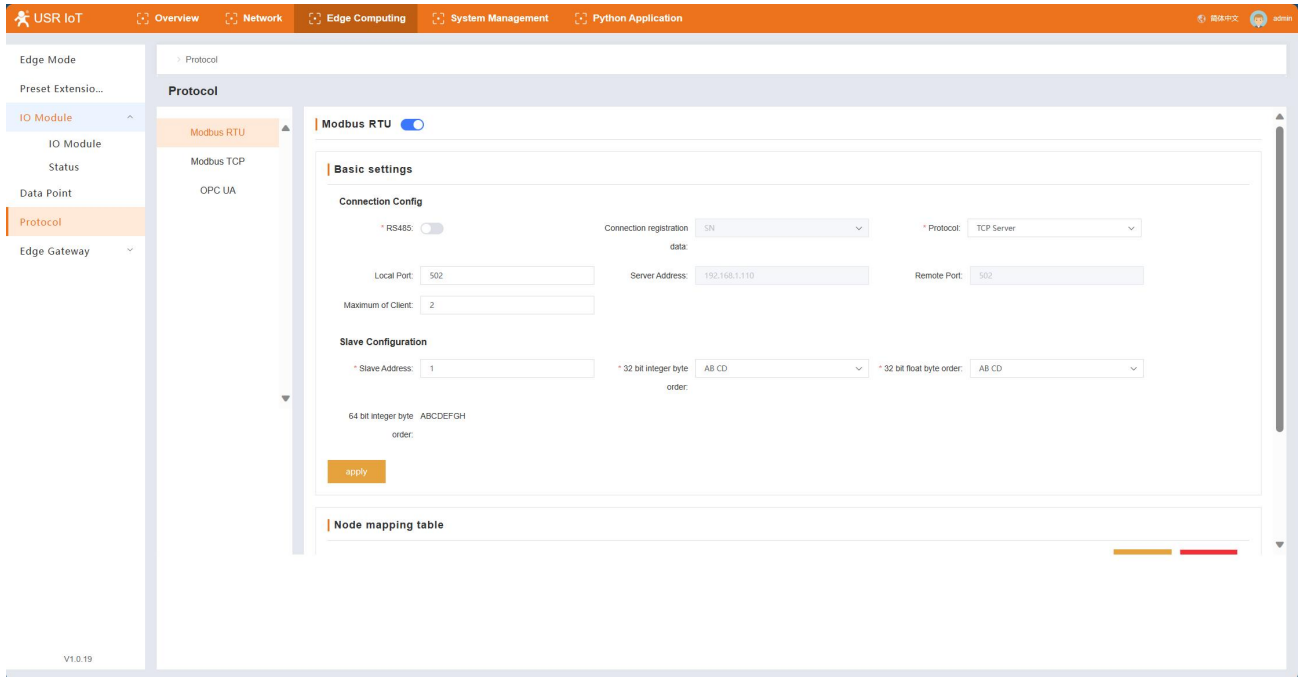 USR IoT Overview Network Edge Computing System Management Python Application 简体中文 admin
Edge Mode
Preset Extensio...
IO Module
IO Module
Status
Data Point
Protocol
Edge Gateway
V1.0.19
Protocol
Protocol
Modbus RTU
Modbus TCP
OPC UA
Modbus RTU
Basic settings
Connection Config
* RS485:
Connection registration SN
data:
* Protocol: TCP Server
Local Port: 502
Server Address: 192.168.1.110
Remote Port: 502
Maximum of Client: 2
Slave Configuration
* Slave Address: 1
* 32 bit integer byte AB CD
order:
* 32 bit float byte order: AB CD
64 bit integer byte ABCDEFGH
order:
apply
Node mapping table